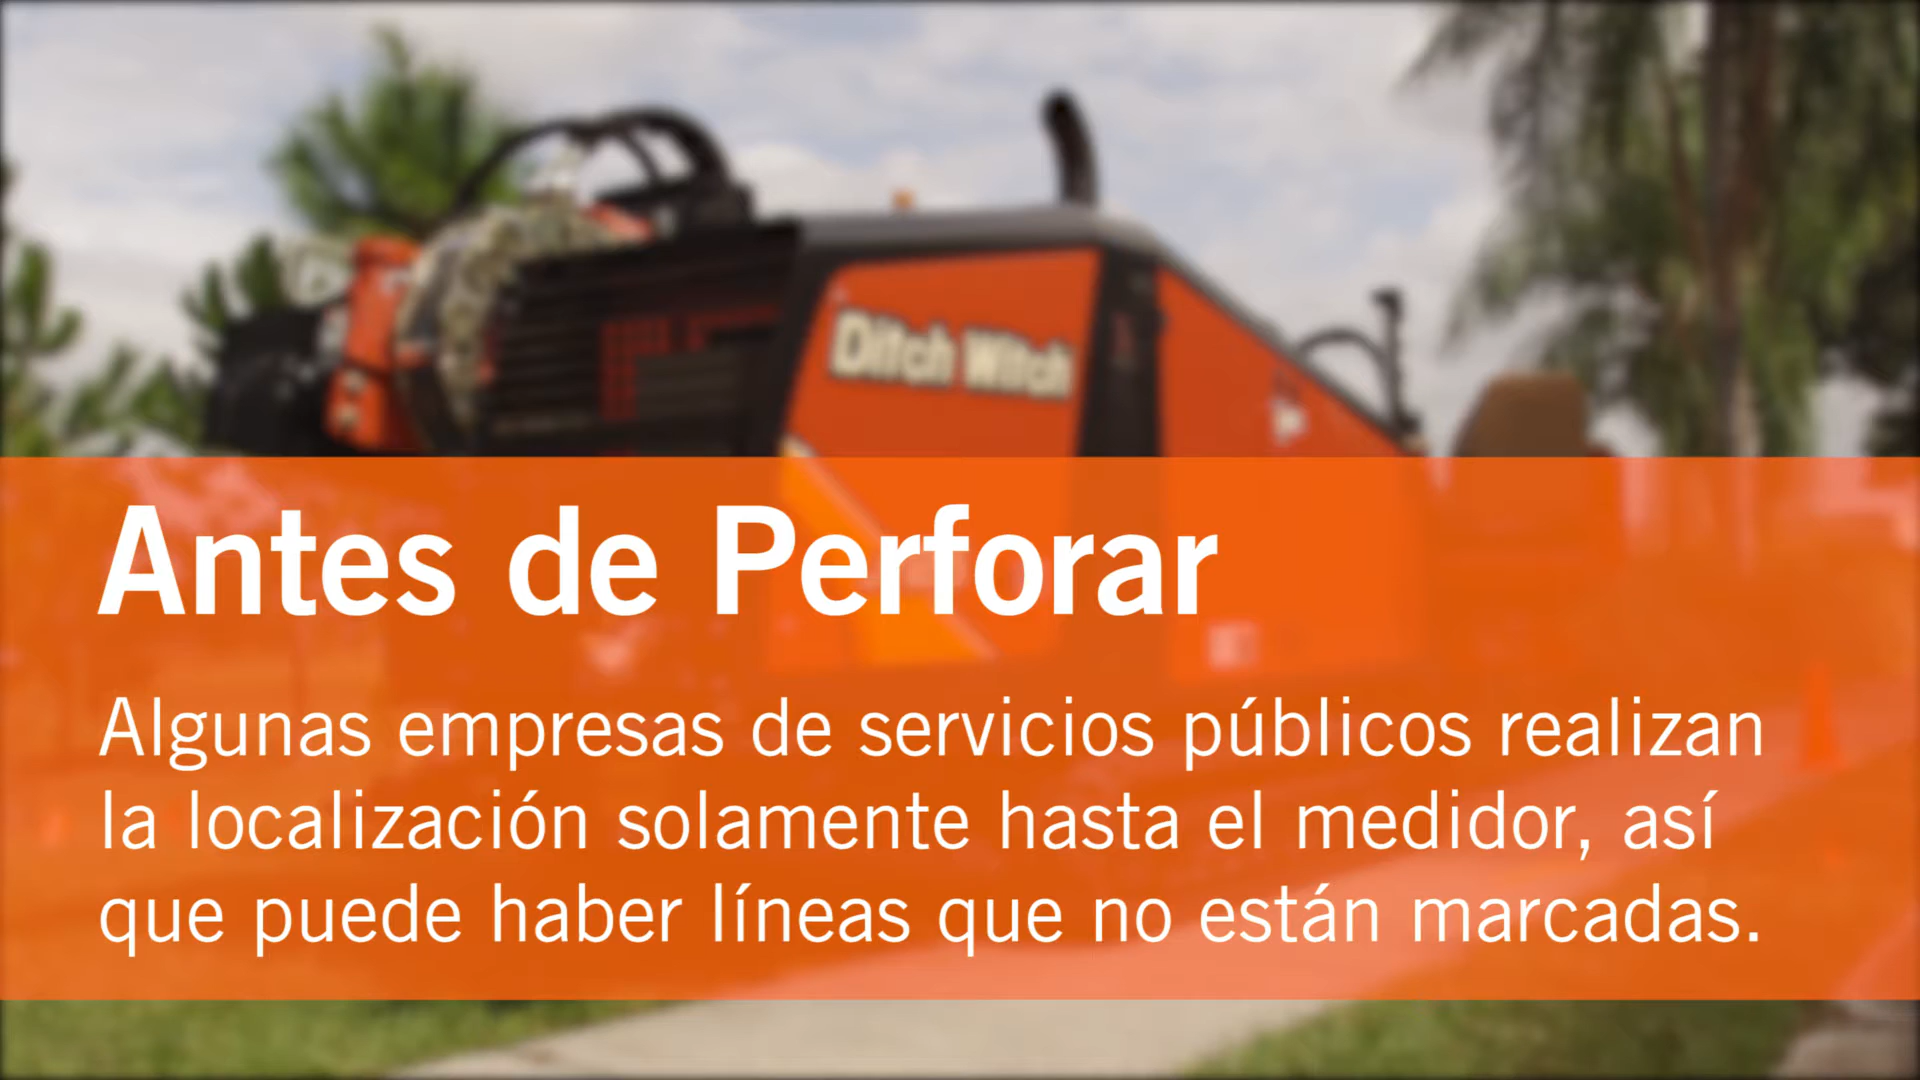 Ditch Witch
Antes de Perforar
Algunas empresas de servicios públicos realizan
la localización solamente hasta el medidor, así
que puede haber líneas que no están marcadas.